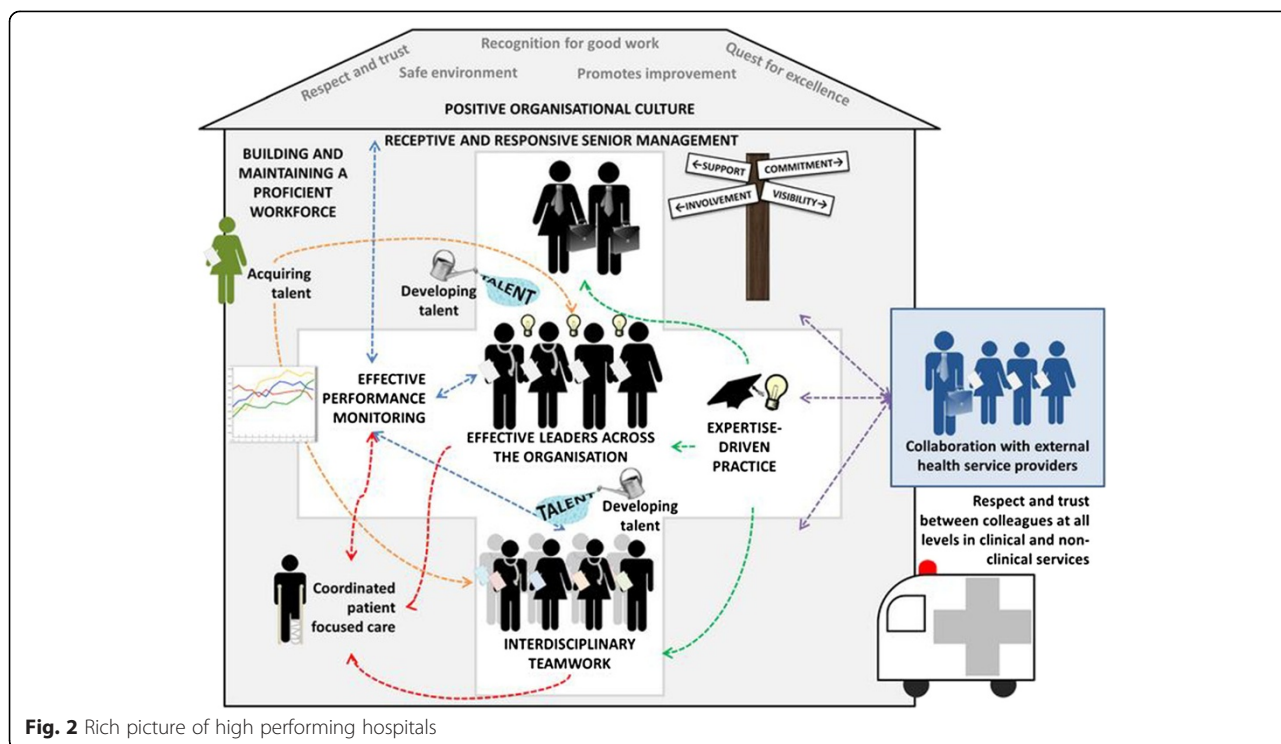 Recognition for good work
Respect and trust
Quest for excellence
Safe environment
Promotes improvement
POSITIVE ORGANISATIONAL CULTURE
RECEPTIVE AND RESPONSIVE SENIOR MANAGEMENT
BUILDING AND
MAINTAINING A
PROFICIENT
WORKFORCE
←SUPPORT
COMMITMENT→
←INVOLVEMENT
VISIBILITY→
Acquiring
talent
Developing
talent
TALENT
EFFECTIVE
PERFORMANCE
MONITORING
EFFECTIVE LEADERS ACROSS
THE ORGANISATION
EXPERTISE-
DRIVEN
PRACTICE
Collaboration with external
health service providers
Respect and trust
between colleagues at all
levels in clinical and non-
clinical services
TALENT
Developing
talent
Coordinated
patient
focused care
INTERDISCIPLINARY
TEAMWORK
Fig. 2 Rich picture of high performing hospitals